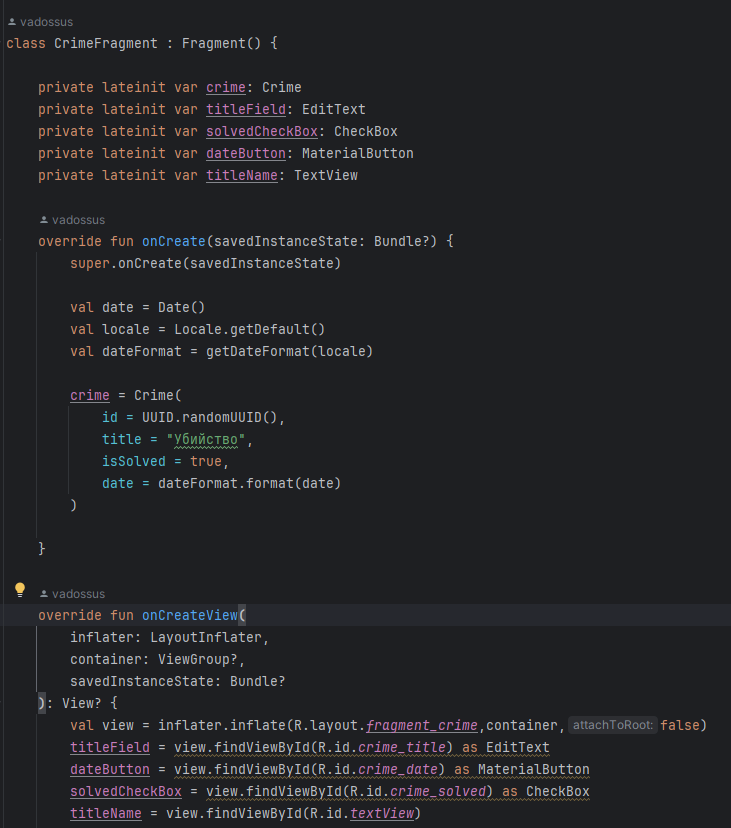 vadossus
class CrimeFragment : Fragment() {
private lateinit var crime: Crime
private lateinit var titleField: EditText
private lateinit var solvedCheckBox: CheckBox
private lateinit var dateButton: MaterialButton
private lateinit var titleName: TextView
vadossus
override fun onCreate(savedInstanceState: Bundle?) {
super.onCreate(savedInstanceState)
val date = Date()
val locale = Locale.getDefault()
val dateFormat = getDateFormat(locale)
crime = Crime(
id = UUID.randomUUID(),
title = "Убийство",
isSolved = true,
date = dateFormat.format(date)
)
}
vadossus
override fun onCreateView(
inflater: LayoutInflater,
container: ViewGroup?,
savedInstanceState: Bundle?
): View? {
val view = inflater.inflate(R.layout.fragment_crime,container, attachToRoot: false)
titleField = view.findViewById(R.id.crime_title) as EditText
dateButton = view.findViewById(R.id.crime_date) as MaterialButton
solvedCheckBox = view.findViewById(R.id.crime_solved) as CheckBox
titleName = view.findViewById(R.id.textView)